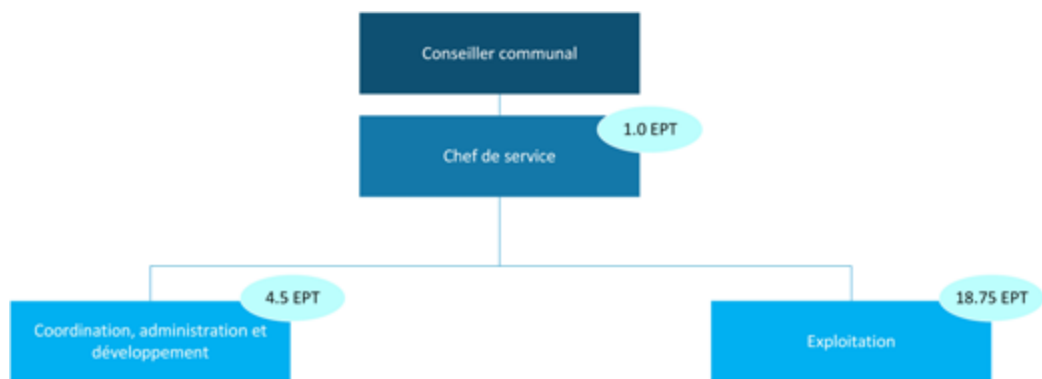 Conseiller communal
1.0 EPT
Chef de service
4.5 EPT
Coordination, administration et
développement
18.75 EPT
Exploitation